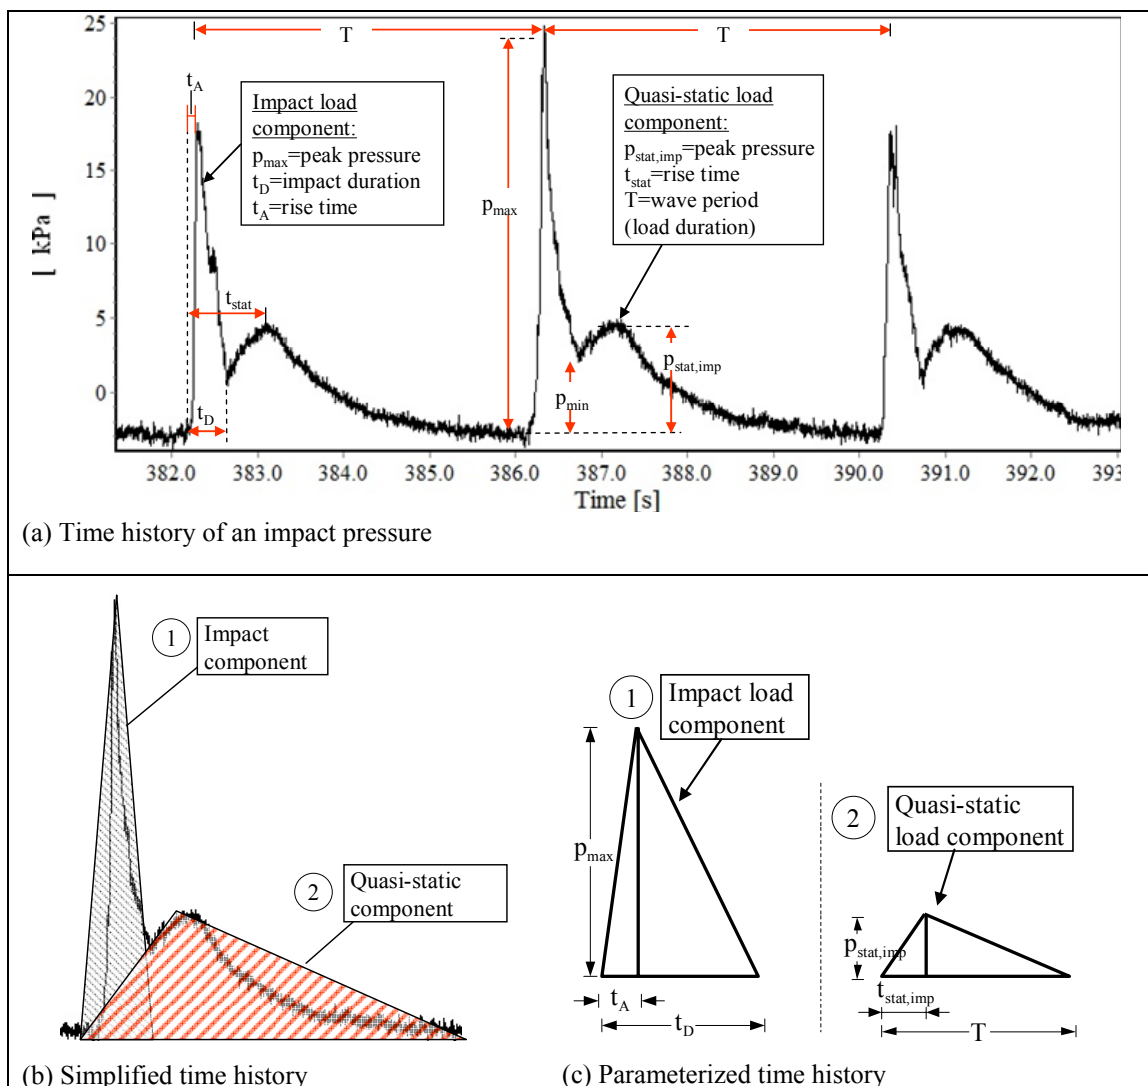 25
20
15
10
5
0
[ kPa ]
T
T
t_A
Impact load
component:
p_max=peak pressure
t_D=impact duration
t_A=rise time
Quasi-static load
component:
p_stat,imp=peak pressure
t_stat=rise time
T=wave period
(load duration)
p_max
t_stat
p_stat,imp
p_min
t_D
382.0 383.0 384.0 385.0 386.0 387.0 388.0 389.0 390.0 391.0 392.0 393
Time [s]
(a) Time history of an impact pressure
1
Impact
component
2
Quasi-static
component
(b) Simplified time history
1
Impact load
component
p_max
t_A
t_D
2
Quasi-static
load component
p_stat,imp
t_stat,imp
T
(c) Parameterized time history